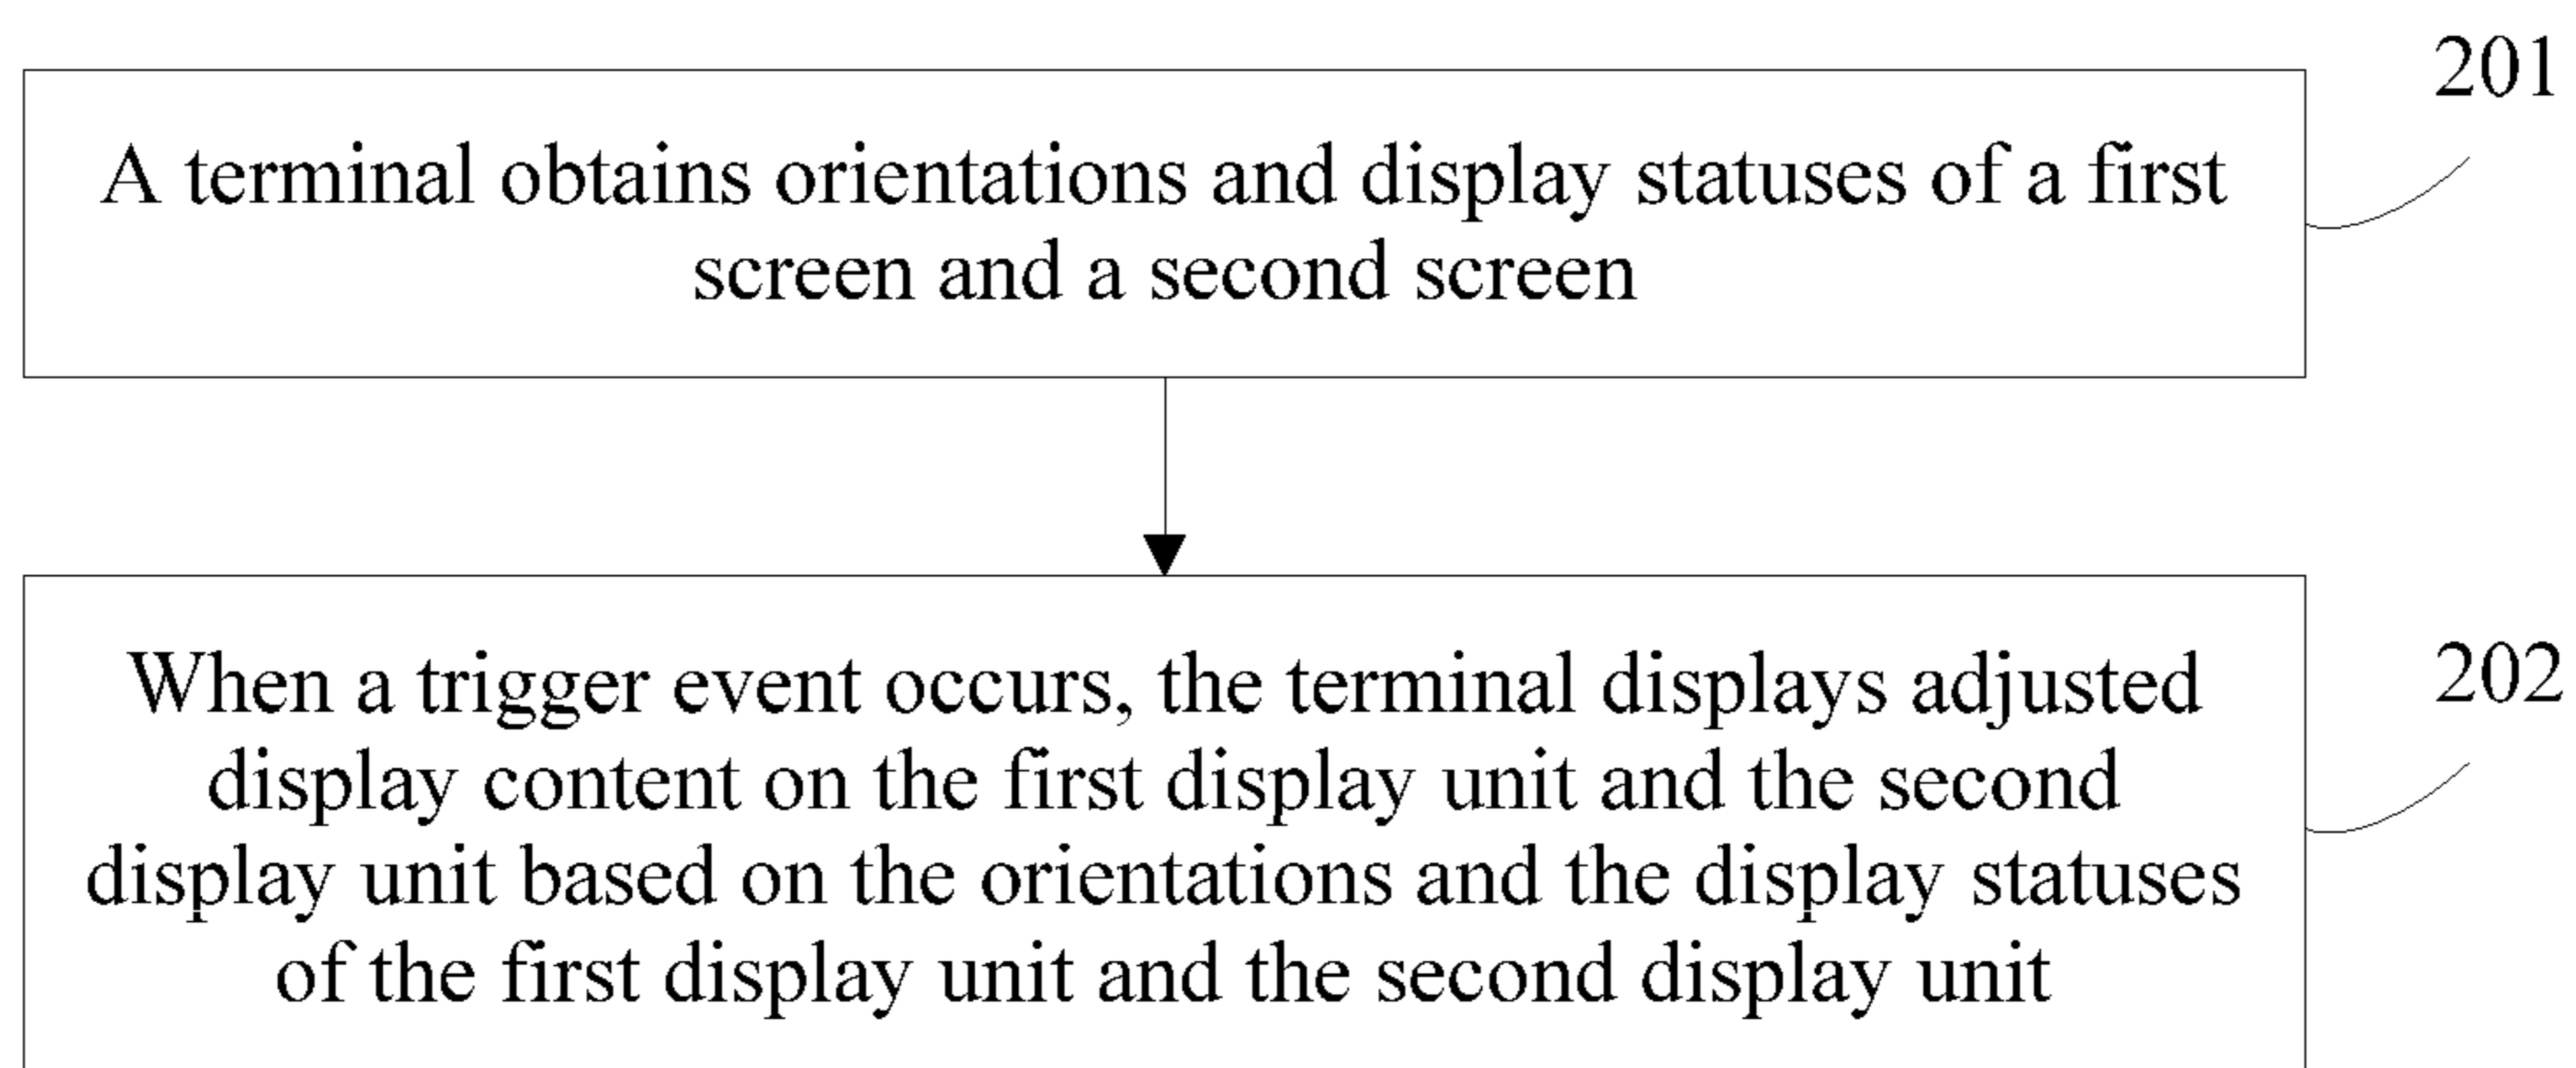 201
A terminal obtains orientations and display statuses of a first
screen and a second screen
When a trigger event occurs, the terminal displays adjusted
202
display content on the first display unit and the second
display unit based on the orientations and the display statuses
of the first display unit and the second display unit